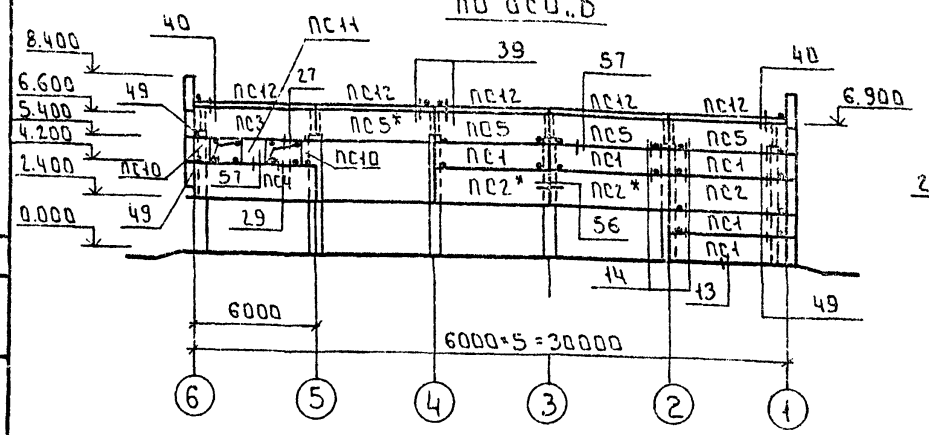 по оси „Б
40
ПС11
39
57
40
8.400
27
6.600
49
ПС12
ПС12
ПС12
ПС12
ПС12
6.900
5.400
ПС3
ПС5*
ПС5
ПС5
ПС5
4.200
ПС10
ПС10
ПС1
ПС1
ПС1
2.400
57
ПС4
ПС2*
ПС2*
ПС2
2
0.000
49
29
56
ПС1
ПС1
14
13
49
6000
6000×5=30000
6
5
4
3
2
1